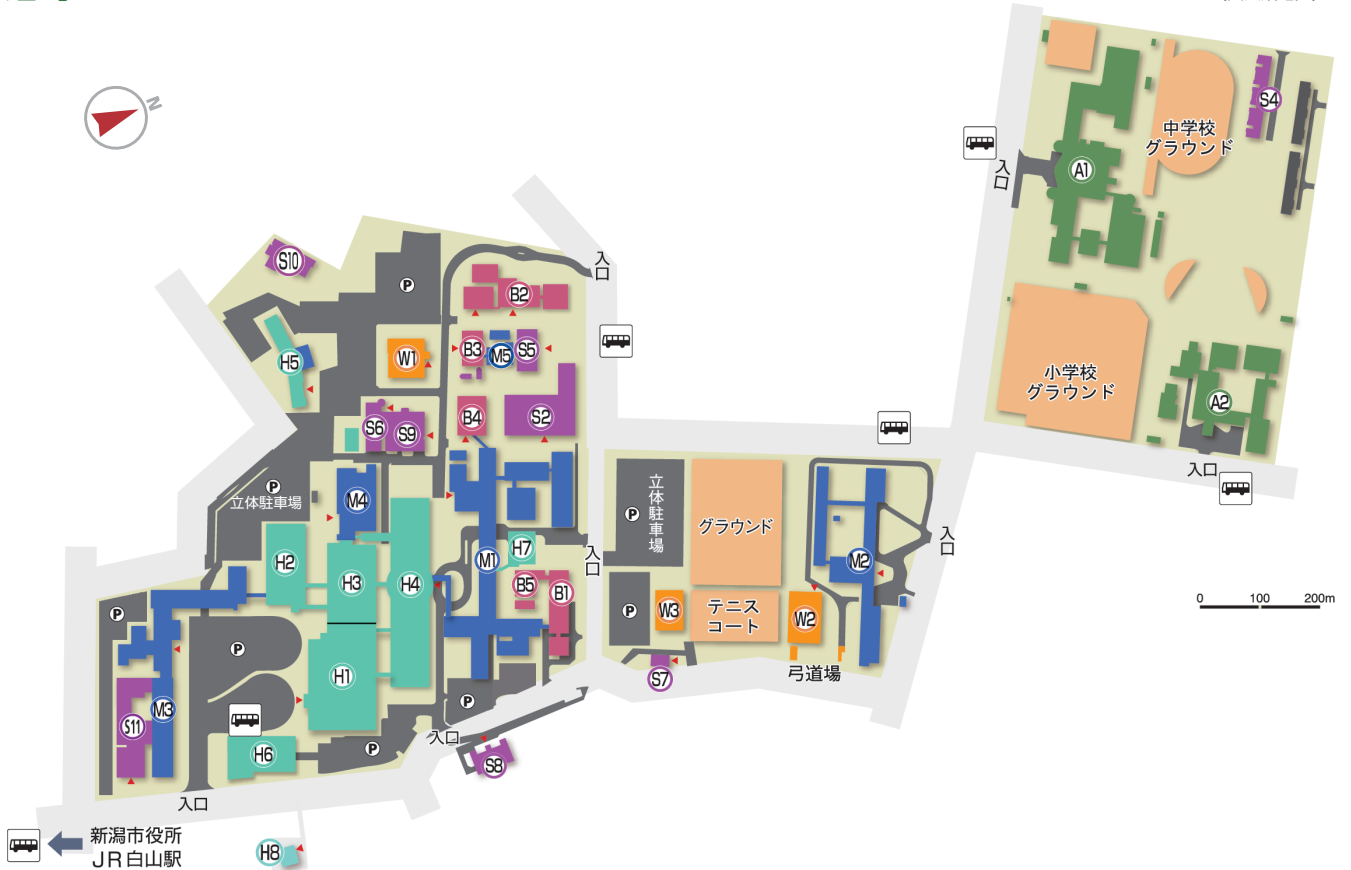 N
S4
中学校
グラウンド
入口
A1
S10
入口
P
B2
H5
W1
B3
M5
S5
小学校
グラウンド
A2
B4
S2
S6
S9
入口
P
立体駐車場
M4
P
立体駐車場
グラウンド
入口
H2
H3
H4
M1
H7
入口
M2
B5
B1
P
P
W3
テニス
コート
W2
P
H1
弓道場
S7
M3
S11
P
入口
P
H6
S8
入口
新潟市役所
JR白山駅
H8
0 100 200m